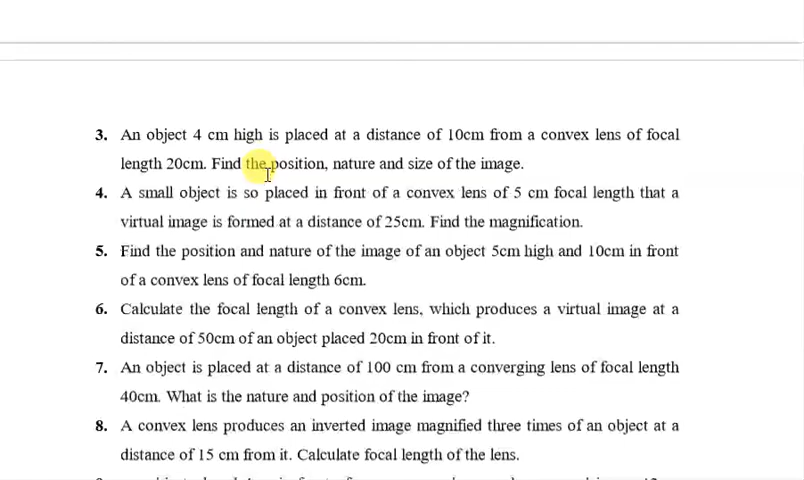 3. An object 4 cm high is placed at a distance of 10cm from a convex lens of focal
length 20cm. Find the position, nature and size of the image.
4. A small object is so placed in front of a convex lens of 5 cm focal length that a
virtual image is formed at a distance of 25cm. Find the magnification.
5. Find the position and nature of the image of an object 5cm high and 10cm in front
of a convex lens of focal length 6cm.
6. Calculate the focal length of a convex lens, which produces a virtual image at a
distance of 50cm of an object placed 20cm in front of it.
7. An object is placed at a distance of 100 cm from a converging lens of focal length
40cm. What is the nature and position of the image?
8. A convex lens produces an inverted image magnified three times of an object at a
distance of 15 cm from it. Calculate focal length of the lens.